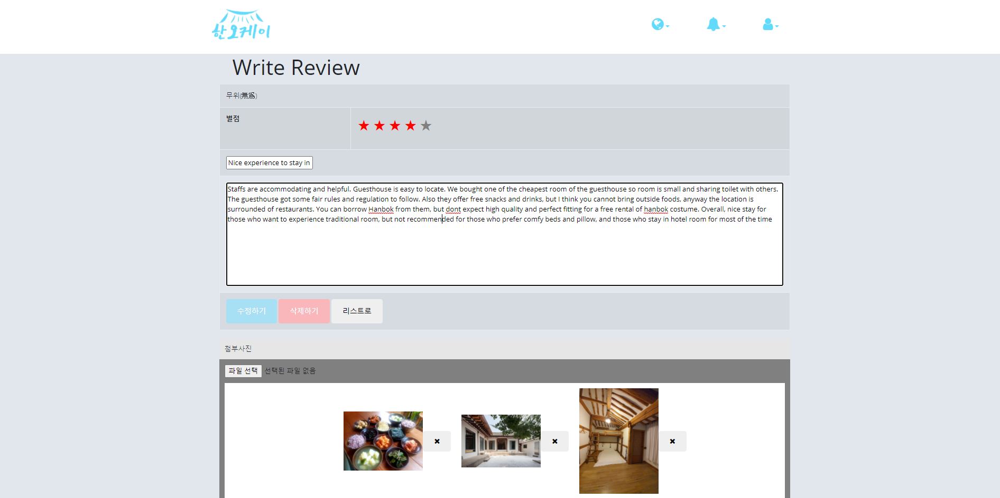 한오케이
Write Review
무위(無爲)
별점
★ ★ ★ ★ ★
Nice experience to stay in
Staffs are accommodating and helpful. Guesthouse is easy to locate. We bought one of the cheapest room of the guesthouse so room is small and sharing toilet with others.
The guesthouse got some fair rules and regulation to follow. Also they offer free snacks and drinks, but I think you cannot bring outside foods, anyway the location is
surrounded of restaurants. You can borrow Hanbok from them, but dont expect high quality and perfect fitting for a free rental of hanbok costume. Overall, nice stay for
those who want to experience traditional room, but not recommended for those who prefer comfy beds and pillow, and those who stay in hotel room for most of the time
수정하기 삭제하기 리스트로
첨부사진
파일 선택 선택된 파일 없음